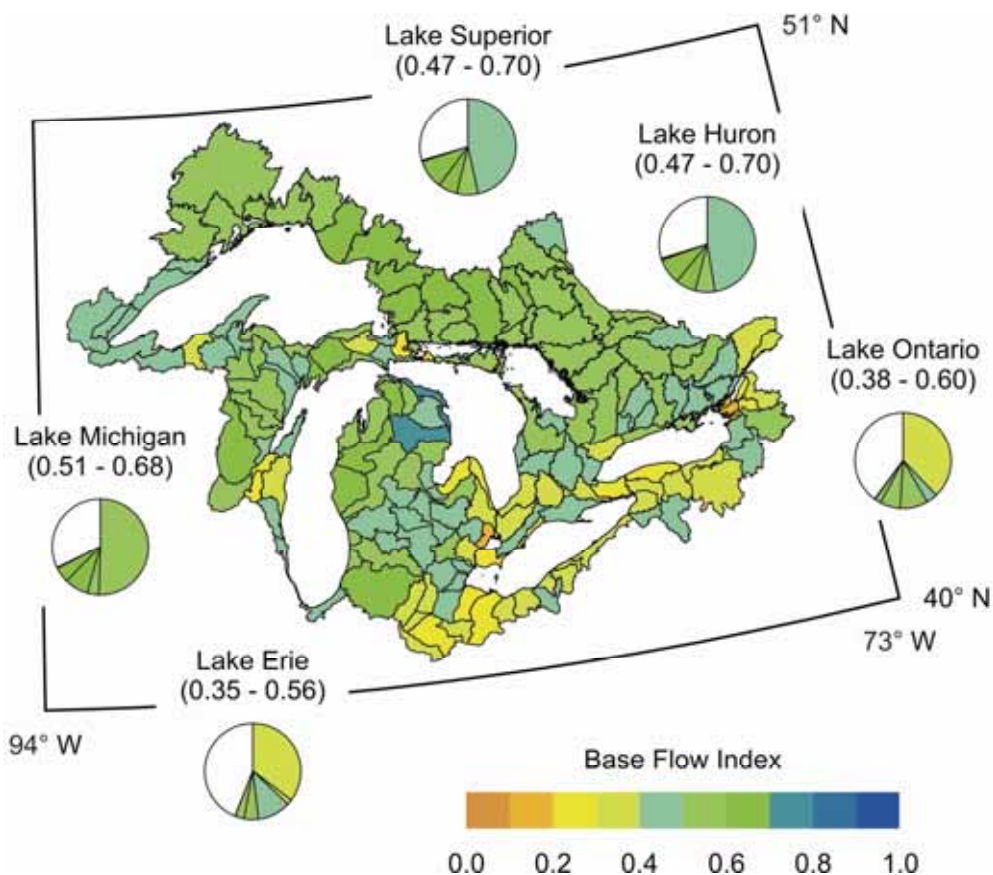 Lake Superior
(0.47 - 0.70)
51° N
Lake Huron
(0.47 - 0.70)
Lake Ontario
(0.38 - 0.60)
Lake Michigan
(0.51 - 0.68)
40° N
73° W
Lake Erie
(0.35 - 0.56)
94° W
Base Flow Index
0.0 0.2 0.4 0.6 0.8 1.0